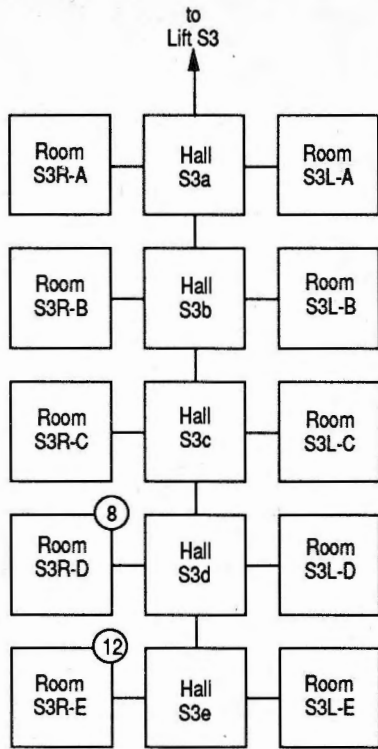 to
Lift S3
Room
S3R-A
Hall
S3a
Room
S3L-A
Room
S3R-B
Hall
S3b
Room
S3L-B
Room
S3R-C
Hall
S3c
Room
S3L-C
8
Room
S3R-D
Hall
S3d
Room
S3L-D
12
Room
S3R-E
Hall
S3e
Room
S3L-E